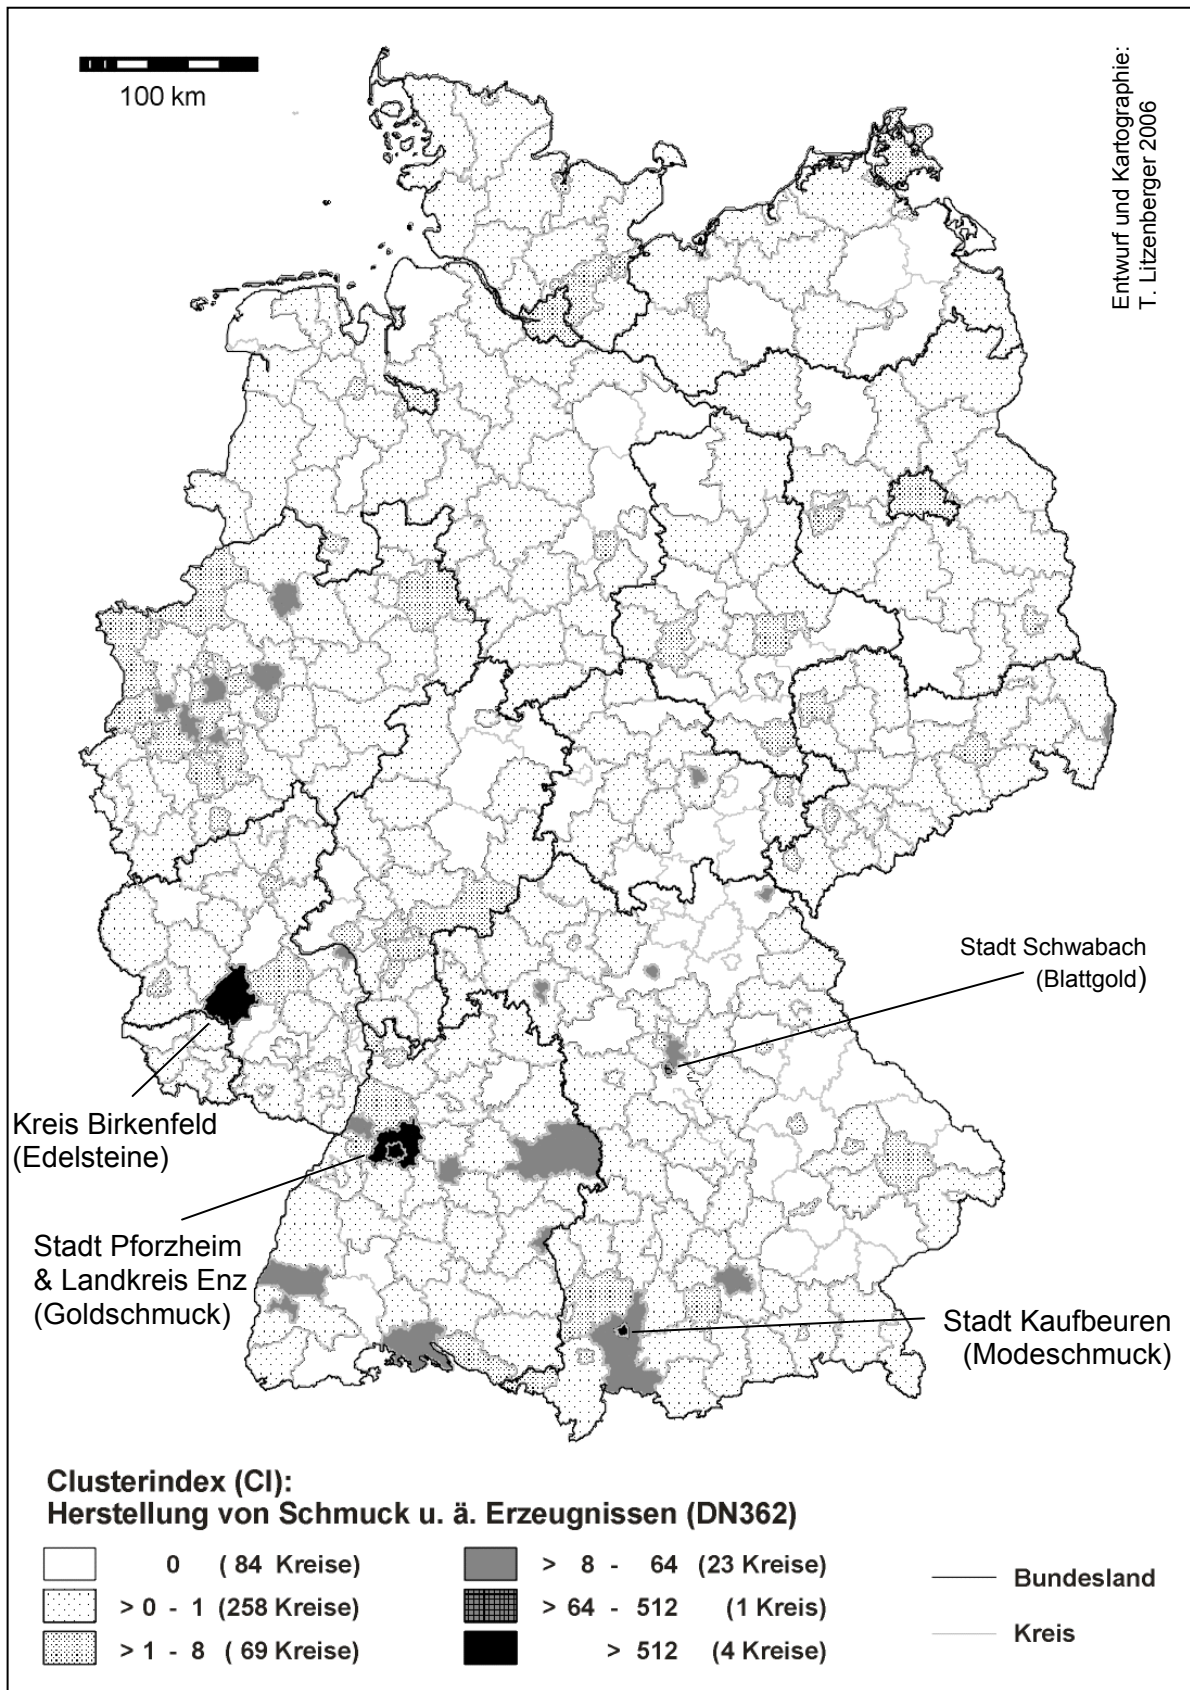 100 km
Entwurf und Kartographie:
T. Litzenberger 2006
Stadt Schwabach
(Blattgold)
Kreis Birkenfeld
(Edelsteine)
Stadt Pforzheim
& Landkreis Enz
(Goldschmuck)
Stadt Kaufbeuren
(Modeschmuck)
Clusterindex (CI):
Herstellung von Schmuck u. ä. Erzeugnissen (DN362)
0 ( 84 Kreise)
> 0 - 1 (258 Kreise)
> 1 - 8 ( 69 Kreise)
> 8 - 64 (23 Kreise)
> 64 - 512 (1 Kreis)
> 512 (4 Kreise)
Bundesland
Kreis